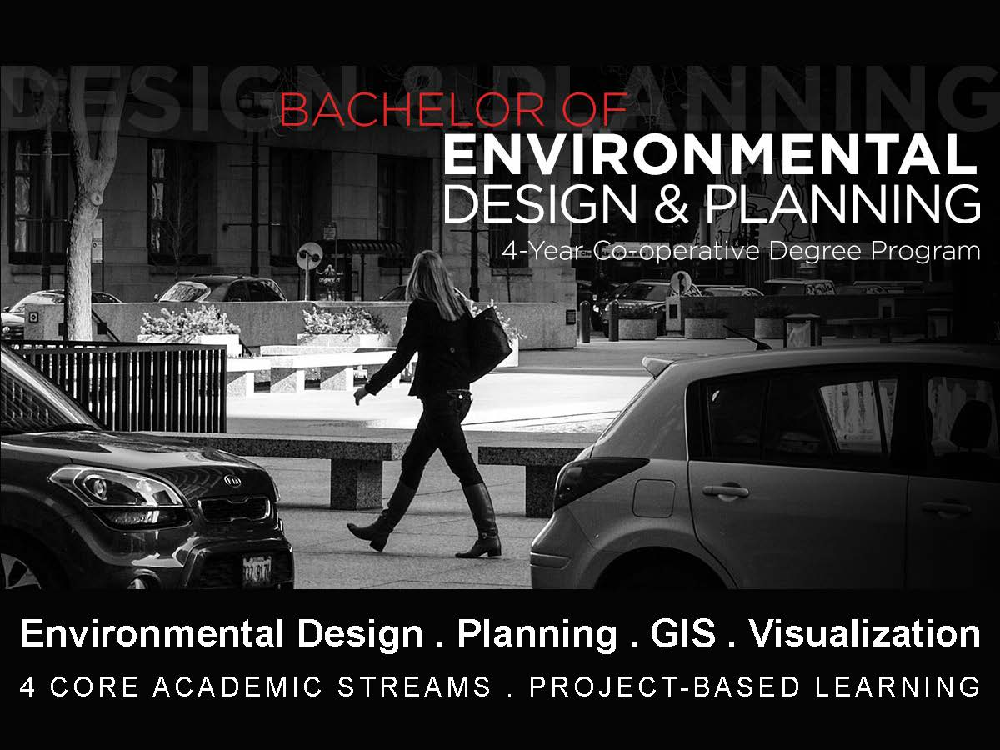 DESIGN & PLANNING
BACHELOR OF
ENVIRONMENTAL
DESIGN & PLANNING
4-Year Co-operative Degree Program
KIA
Environmental Design . Planning . GIS . Visualization
4 CORE ACADEMIC STREAMS . PROJECT-BASED LEARNING